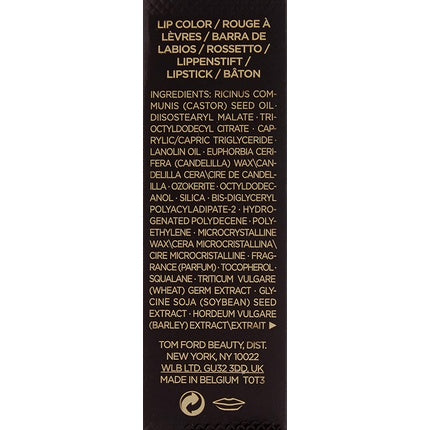 LIP COLOR / ROUGE À
LÈVRES / BARRA DE
LABIOS / ROSSETTO /
LIPPENSTIFT /
LIPSTICK / BÂTON
INGREDIENTS: RICINUS COM-
MUNIS (CASTOR) SEED OIL ·
DIISOSTEARYL MALATE · TRI-
OCTYLDODECYL CITRATE · CAP-
RYLIC/CAPRIC TRIGLYCERIDE ·
LANOLIN OIL · EUPHORBIA CERI-
FERA (CANDELILLA) WAX\CAN-
DELILLA CERA\CIRE DE CANDEL-
ILLA · OZOKERITE · OCTYLDODEC-
ANOL · SILICA · BIS-DIGLYCERYL
POLYACYLADIPATE-2 · HYDRO-
GENATED POLYDECENE · POLY-
ETHYLENE · MICROCRYSTALLINE
WAX\CERA MICROCRISTALLINA\
CIRE MICROCRISTALLINE · FRAG-
RANCE (PARFUM) · TOCOPHEROL ·
SQUALANE · TRITICUM VULGARE
(WHEAT) GERM EXTRACT · GLY-
CINE SOJA (SOYBEAN) SEED
EXTRACT · HORDEUM VULGARE
(BARLEY) EXTRACT\EXTRAIT ▶
TOM FORD BEAUTY, DIST.
NEW YORK, NY 10022
WLB LTD. GU32 3DD, UK
MADE IN BELGIUM T0T3